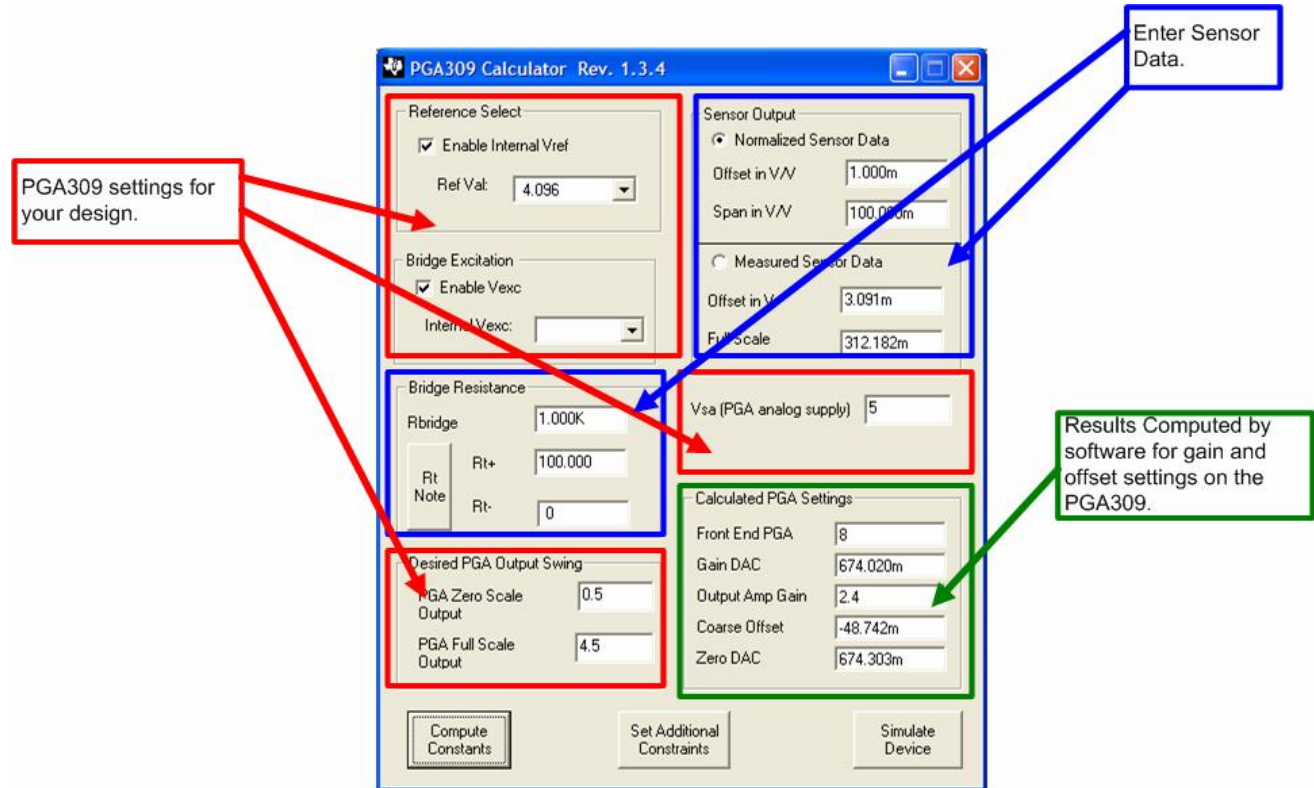 Enter Sensor
Data.
PGA309 Calculator Rev. 1.3.4
PGA309 settings for
your design.
Reference Select
Enable Internal Vref
Ref Val: 4.096
Bridge Excitation
Enable Vexc
Internal Vexc:
Sensor Output
Normalized Sensor Data
Offset in V/V 1.000m
Span in V/V 100.000m
Measured Sensor Data
Offset in V 3.091m
Full Scale 312.182m
Bridge Resistance
Rbridge 1.000K
Rt Note
Rt+ 100.000
Rt- 0
Vsa (PGA analog supply) 5
Results Computed by
software for gain and
offset settings on the
PGA309.
Desired PGA Output Swing
PGA Zero Scale
Output 0.5
PGA Full Scale
Output 4.5
Calculated PGA Settings
Front End PGA 8
Gain DAC 674.020m
Output Amp Gain 2.4
Coarse Offset -48.742m
Zero DAC 674.303m
Compute
Constants
Set Additional
Constraints
Simulate
Device